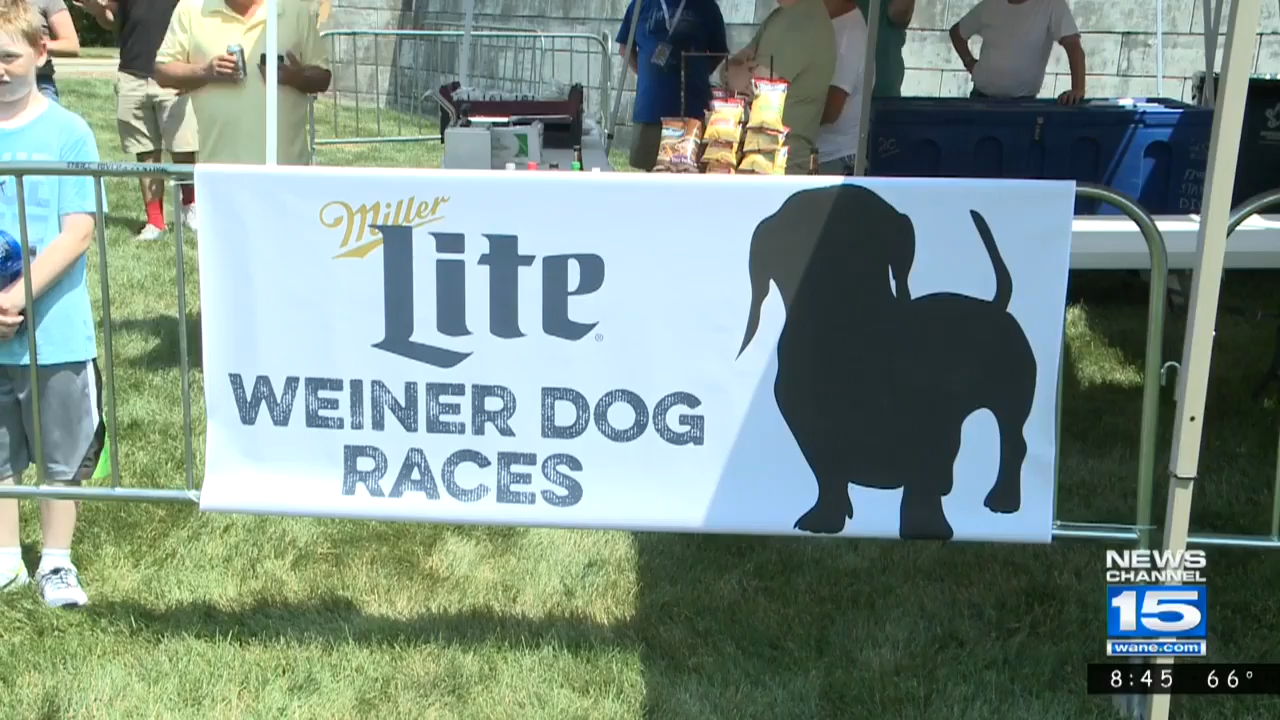 Miller
Lite®
WEINER DOG
RACES
NEWS
CHANNEL
15
wane.com
8:45 66°